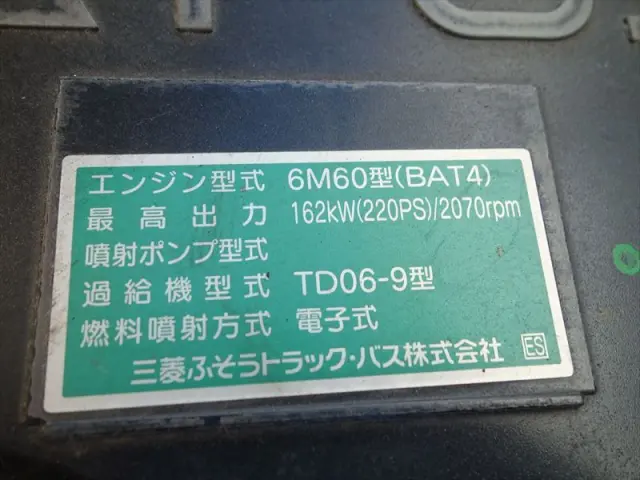 エンジン型式 6M60型(BAT4)
最高出力 162kW(220PS)/2070rpm
噴射ポンプ型式
過給機型式 TD06-9型
燃料噴射方式 電子式
三菱ふそうトラック・バス株式会社 ES